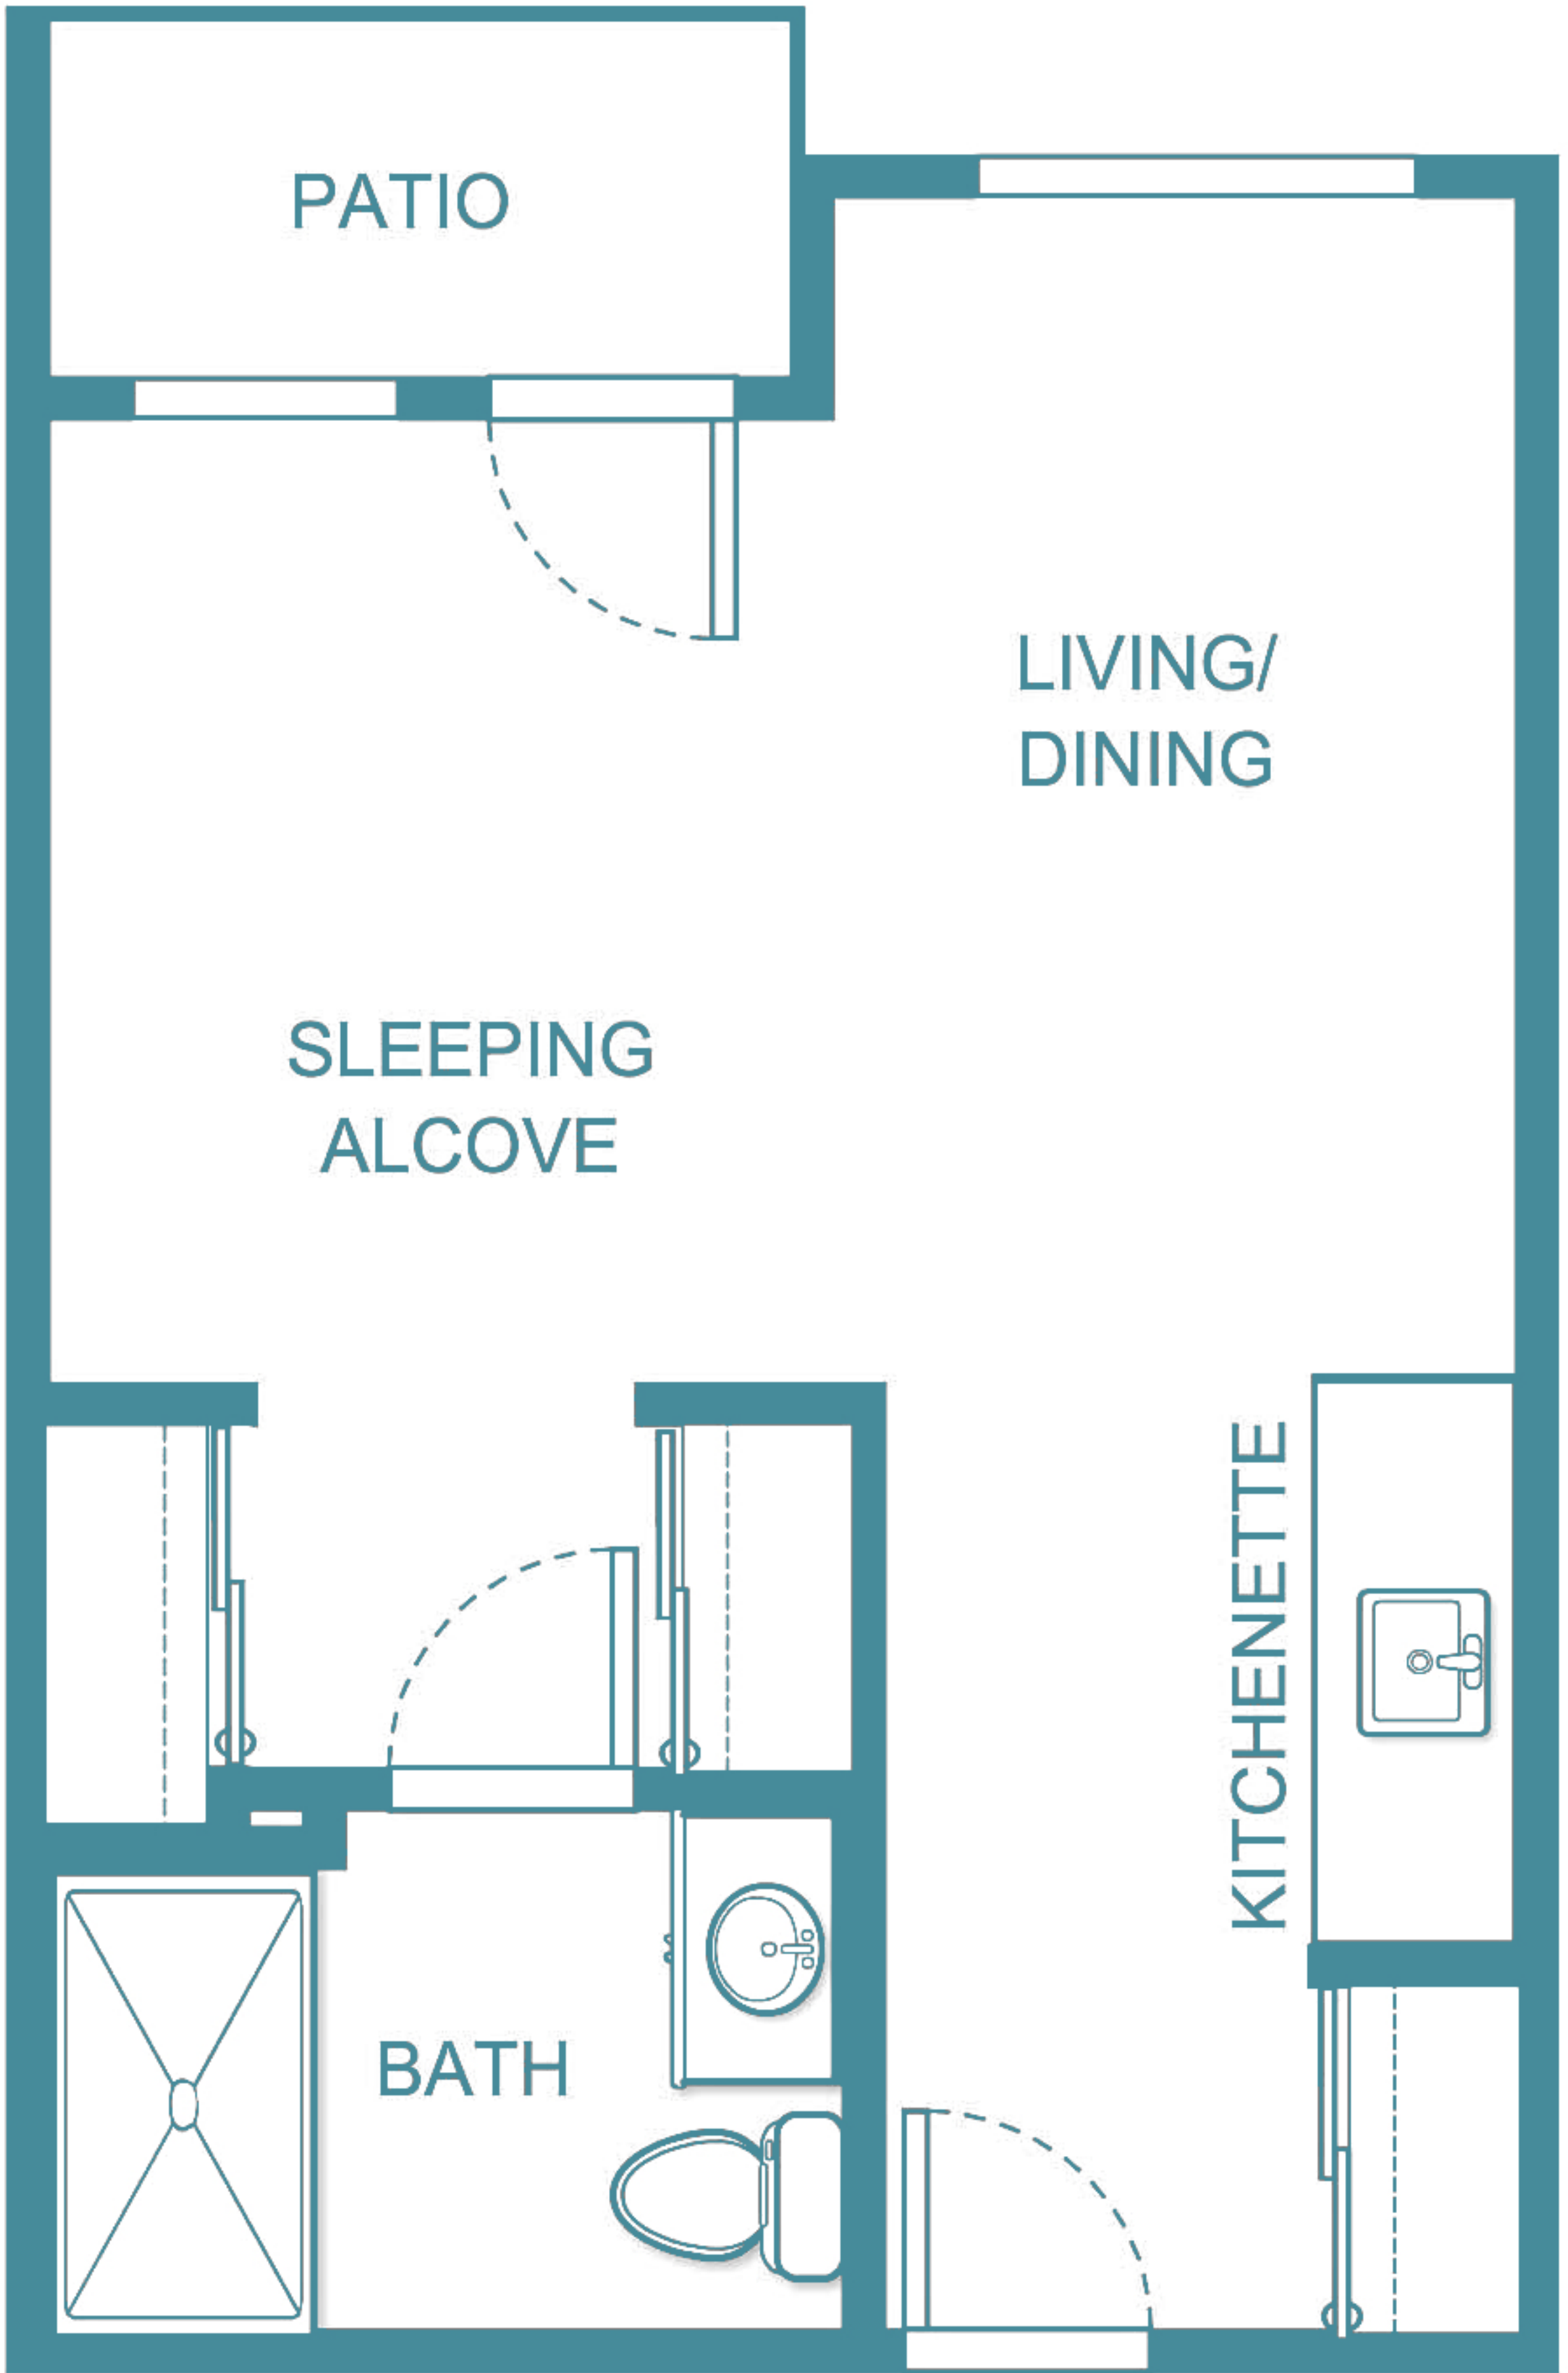 PATIO
LIVING/
DINING
SLEEPING
ALCOVE
KITCHENETTE
BATH